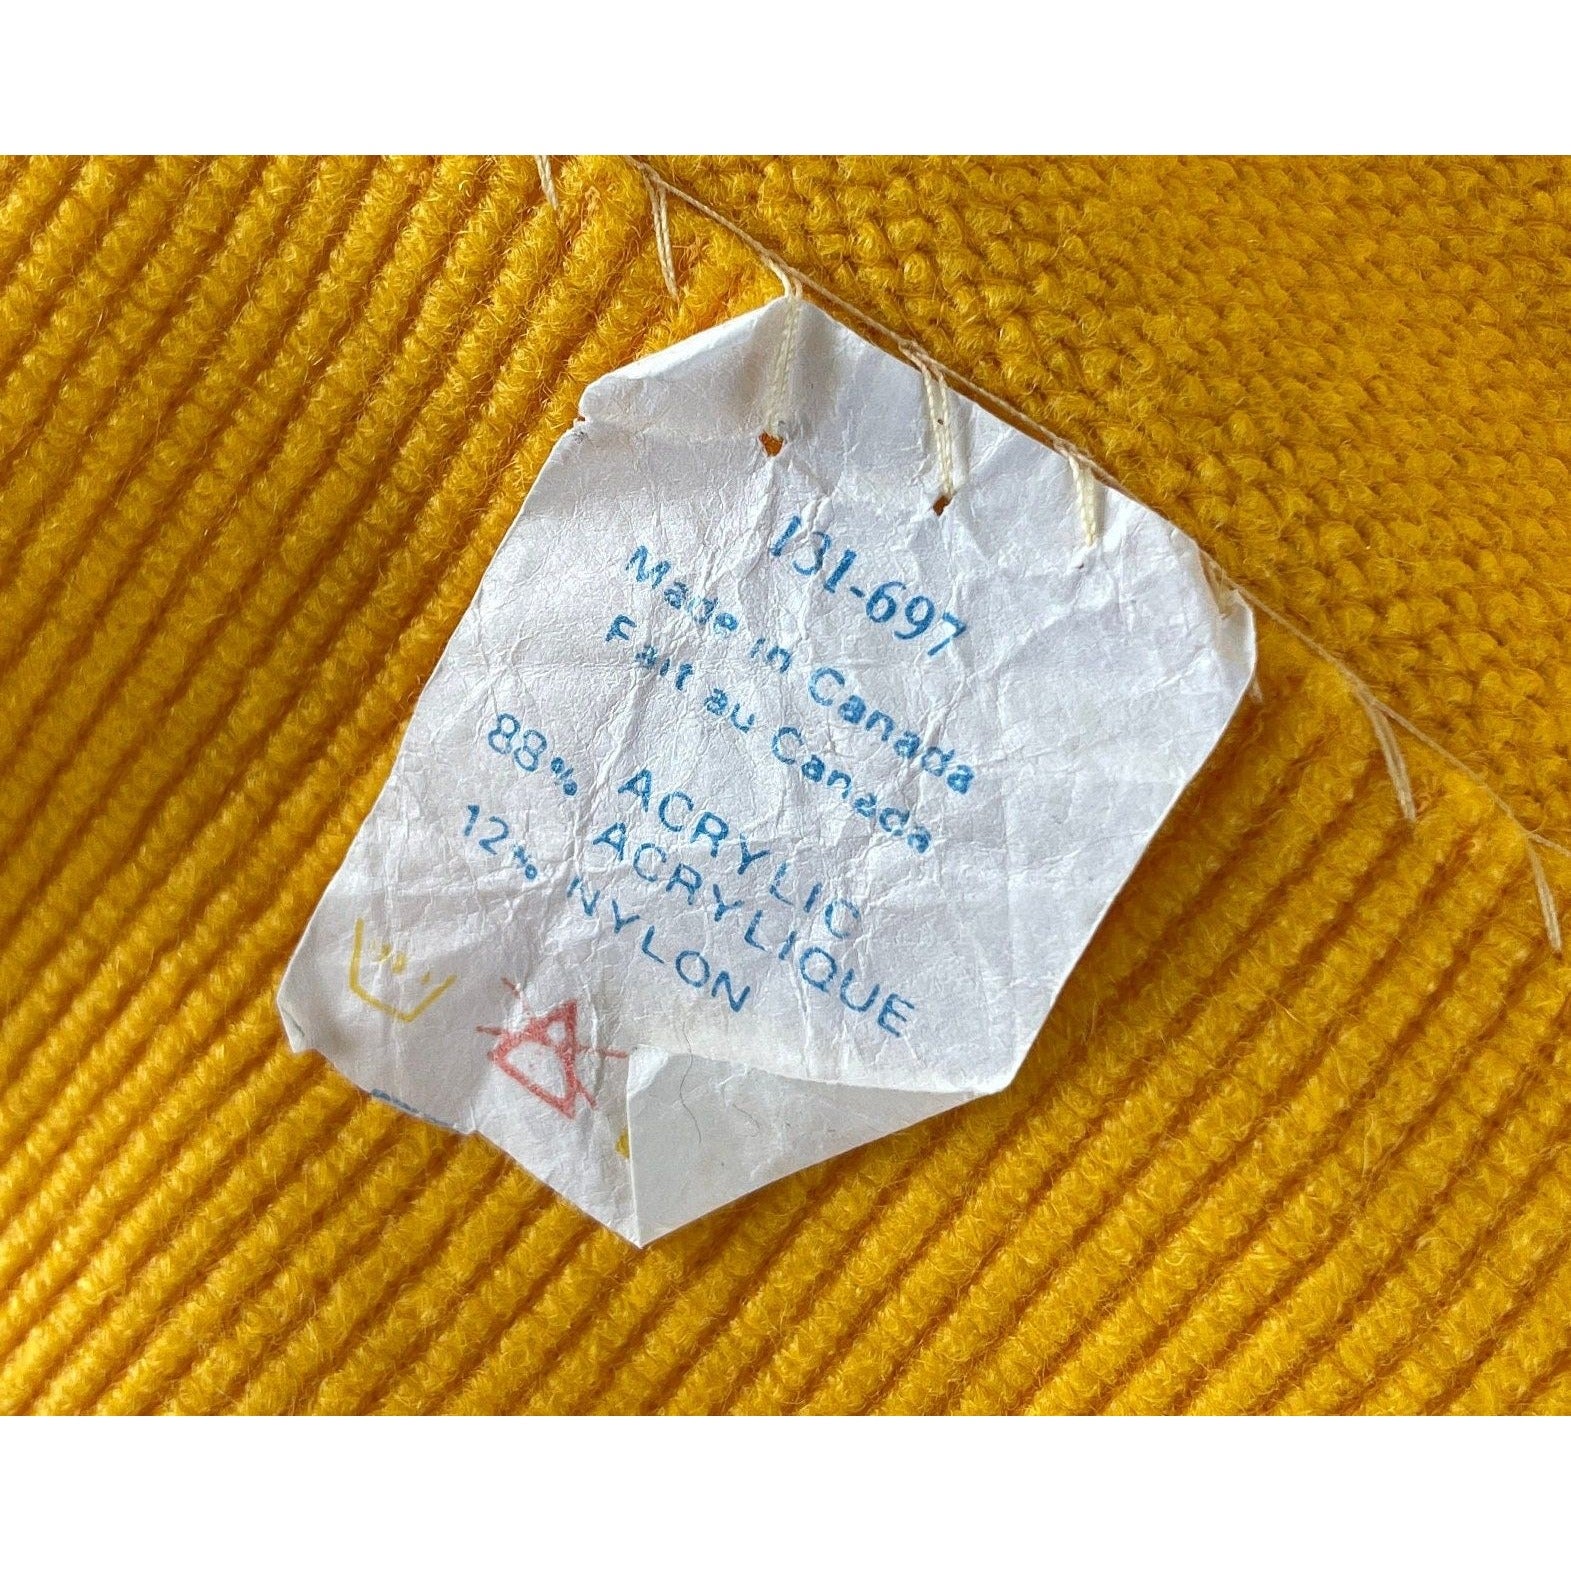 131-697
Made in Canada
Fait au Canada
88% ACRYLIC
ACRYLIQUE
12% NYLON